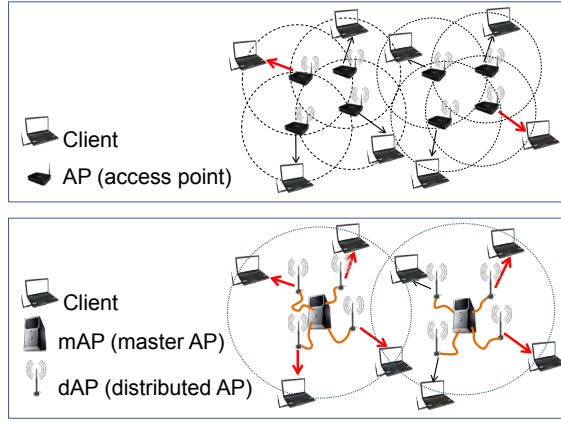 Client
AP (access point)
Client
mAP (master AP)
dAP (distributed AP)